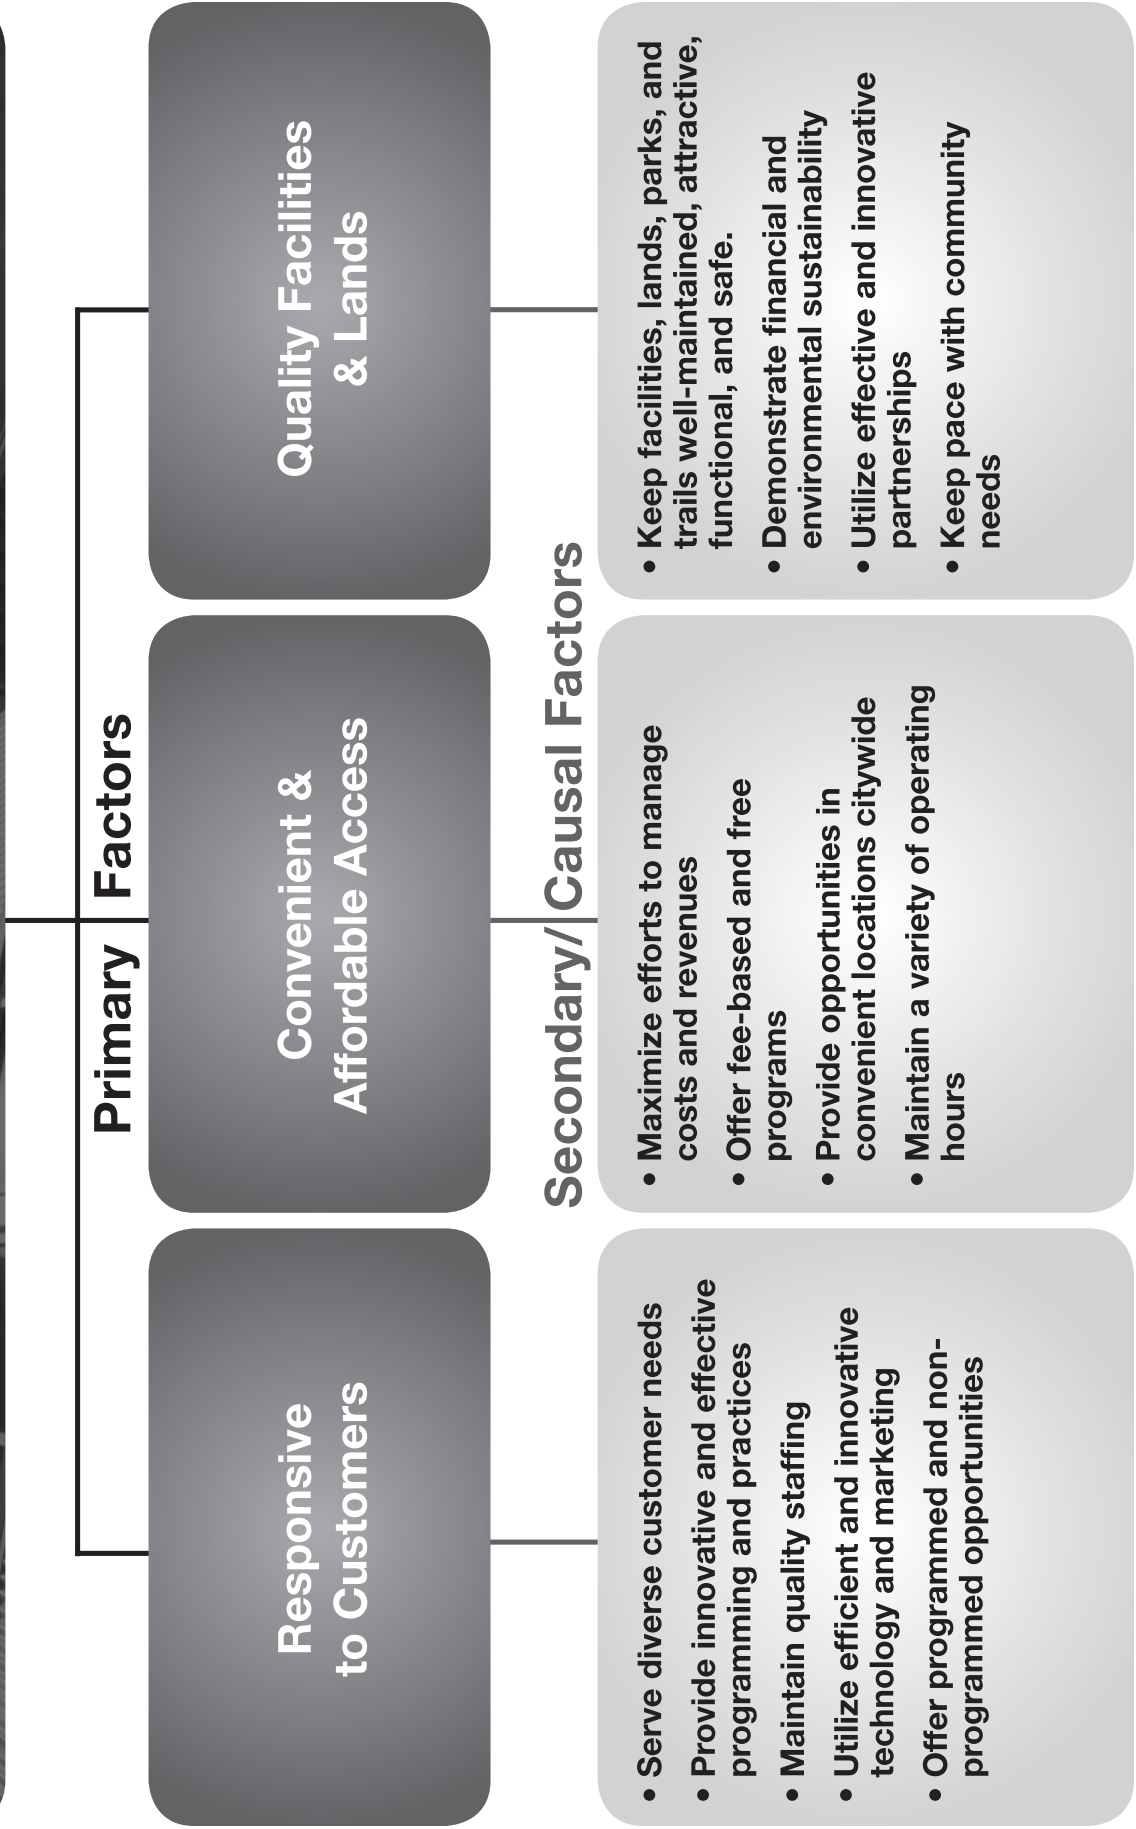 Primary Factors
Responsive
to Customers
Convenient &
Affordable Access
Quality Facilities
& Lands
Secondary/ Causal Factors
• Serve diverse customer needs
• Provide innovative and effective
programming and practices
• Maintain quality staffing
• Utilize efficient and innovative
technology and marketing
• Offer programmed and non-
programmed opportunities
• Maximize efforts to manage
costs and revenues
• Offer fee-based and free
programs
• Provide opportunities in
convenient locations citywide
• Maintain a variety of operating
hours
• Keep facilities, lands, parks, and
trails well-maintained, attractive,
functional, and safe.
• Demonstrate financial and
environmental sustainability
• Utilize effective and innovative
partnerships
• Keep pace with community
needs